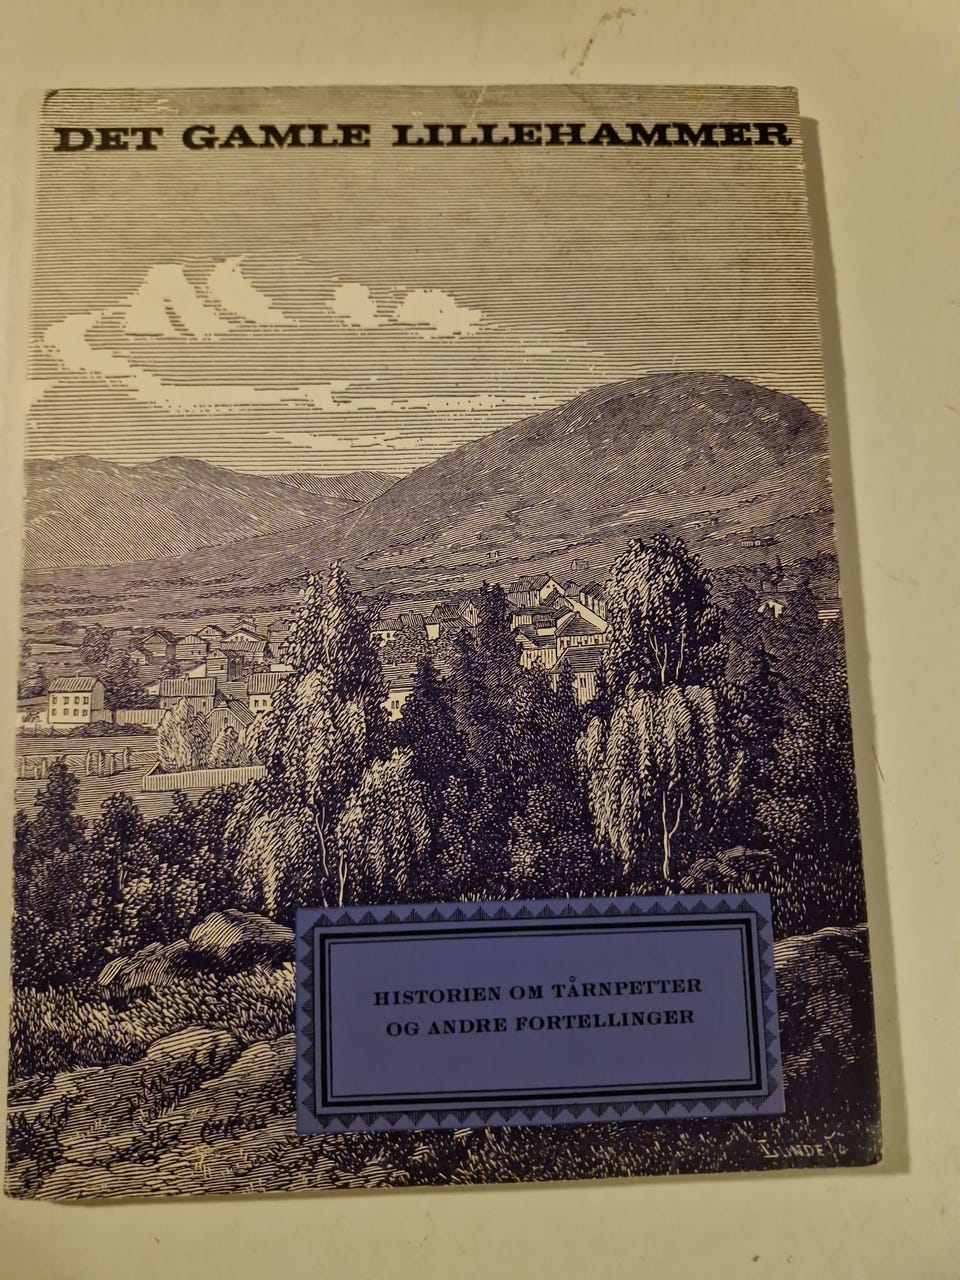 DET GAMLE LILLEHAMMER
HISTORIEN OM TÅRNPETTER
OG ANDRE FORTELLINGER